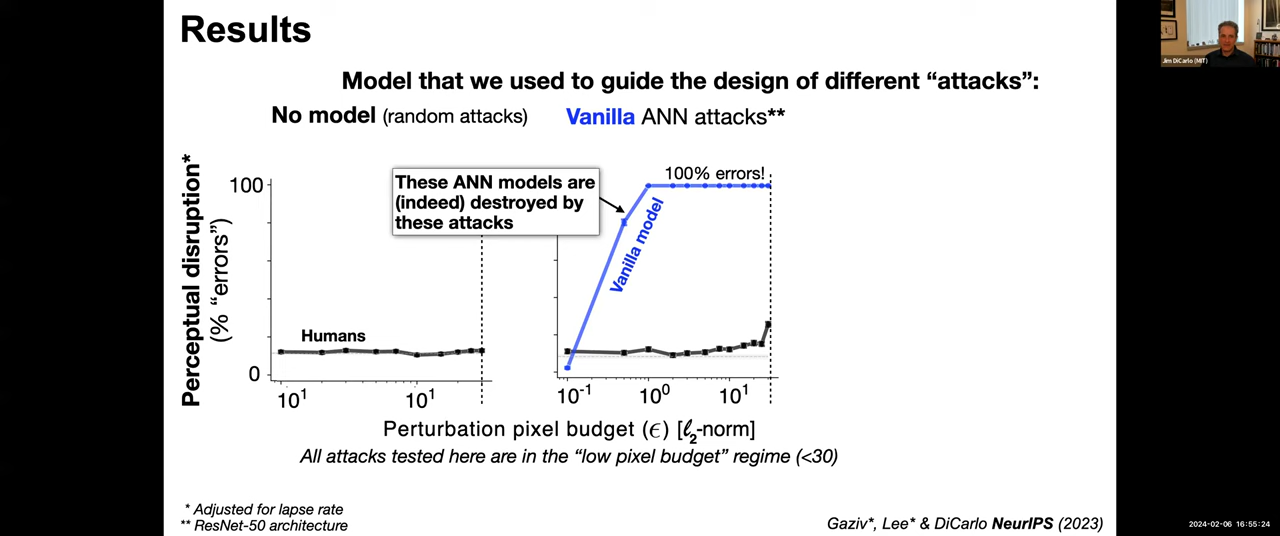 Results
Model that we used to guide the design of different “attacks”:
No model (random attacks)
Vanilla ANN attacks**
Perceptual disruption*
(% “errors”)
100
0
Humans
10¹
10¹
These ANN models are
(indeed) destroyed by
these attacks
100% errors!
Vanilla model
10⁻¹
10⁰
10¹
Perturbation pixel budget (ϵ) [ℓ₂-norm]
All attacks tested here are in the “low pixel budget” regime (<30)
* Adjusted for lapse rate
** ResNet-50 architecture
Gaziv*, Lee* & DiCarlo NeurIPS (2023)
Jim DiCarlo (MIT)
2024-02-06 16:55:24